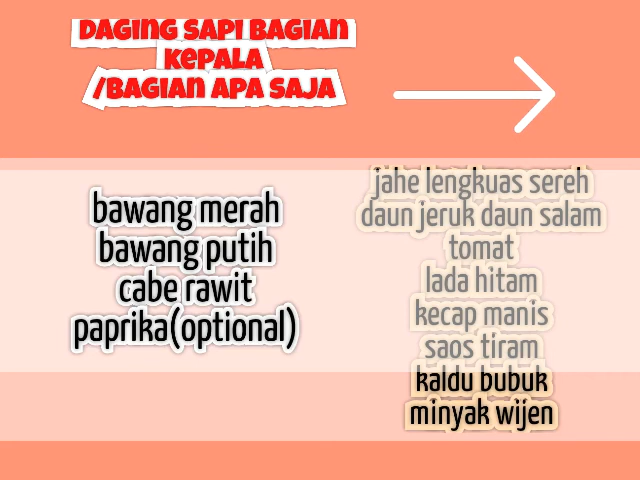 DAGING SAPI BAGIAN
KEPALA
/BAGIAN APA SAJA
bawang merah
bawang putih
cabe rawit
paprika(optional)
jahe lengkuas sereh
daun jeruk daun salam
tomat
lada hitam
kecap manis
saos tiram
kaldu bubuk
minyak wijen